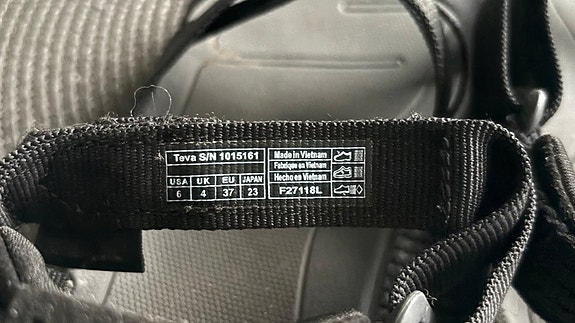 Teva S/N 1015161
USA UK EU JAPAN
6 4 37 23
Made in Vietnam
Fabriqué en Vietnam
Hecho en Vietnam
F27118L